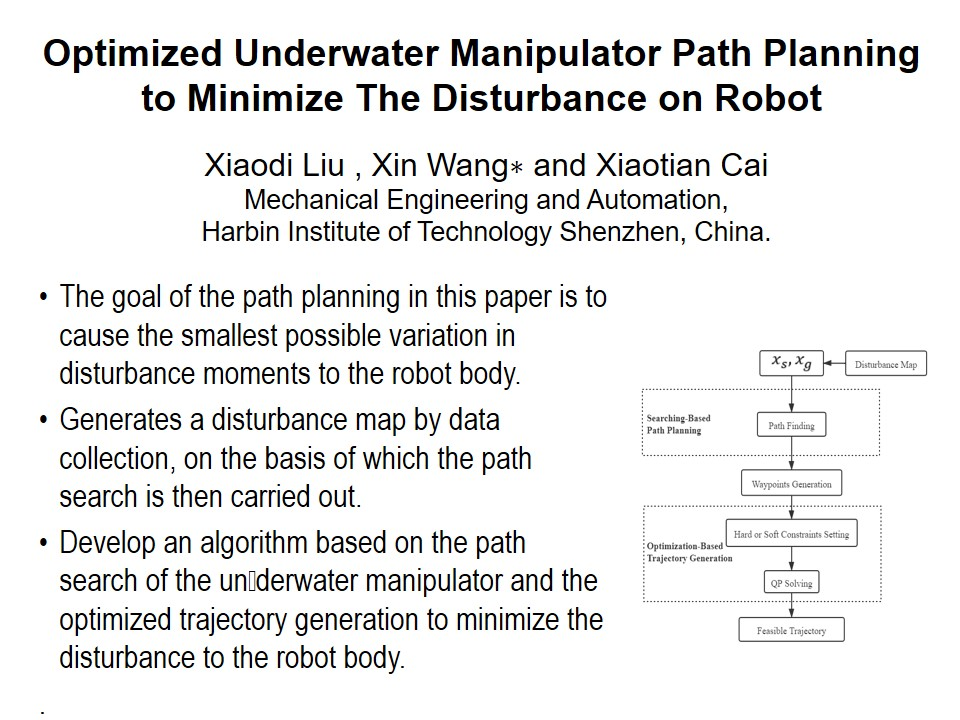 Optimized Underwater Manipulator Path Planning
to Minimize The Disturbance on Robot
Xiaodi Liu , Xin Wang∗ and Xiaotian Cai
Mechanical Engineering and Automation,
Harbin Institute of Technology Shenzhen, China.
• The goal of the path planning in this paper is to
cause the smallest possible variation in
disturbance moments to the robot body.
• Generates a disturbance map by data
collection, on the basis of which the path
search is then carried out.
• Develop an algorithm based on the path
search of the un▯derwater manipulator and the
optimized trajectory generation to minimize the
disturbance to the robot body.
.
x_s, x_g
Disturbance Map
Searching-Based
Path Planning
Path Finding
Waypoints Generation
Hard or Soft Constraints Setting
Optimization-Based
Trajectory Generation
QP Solving
Feasible Trajectory